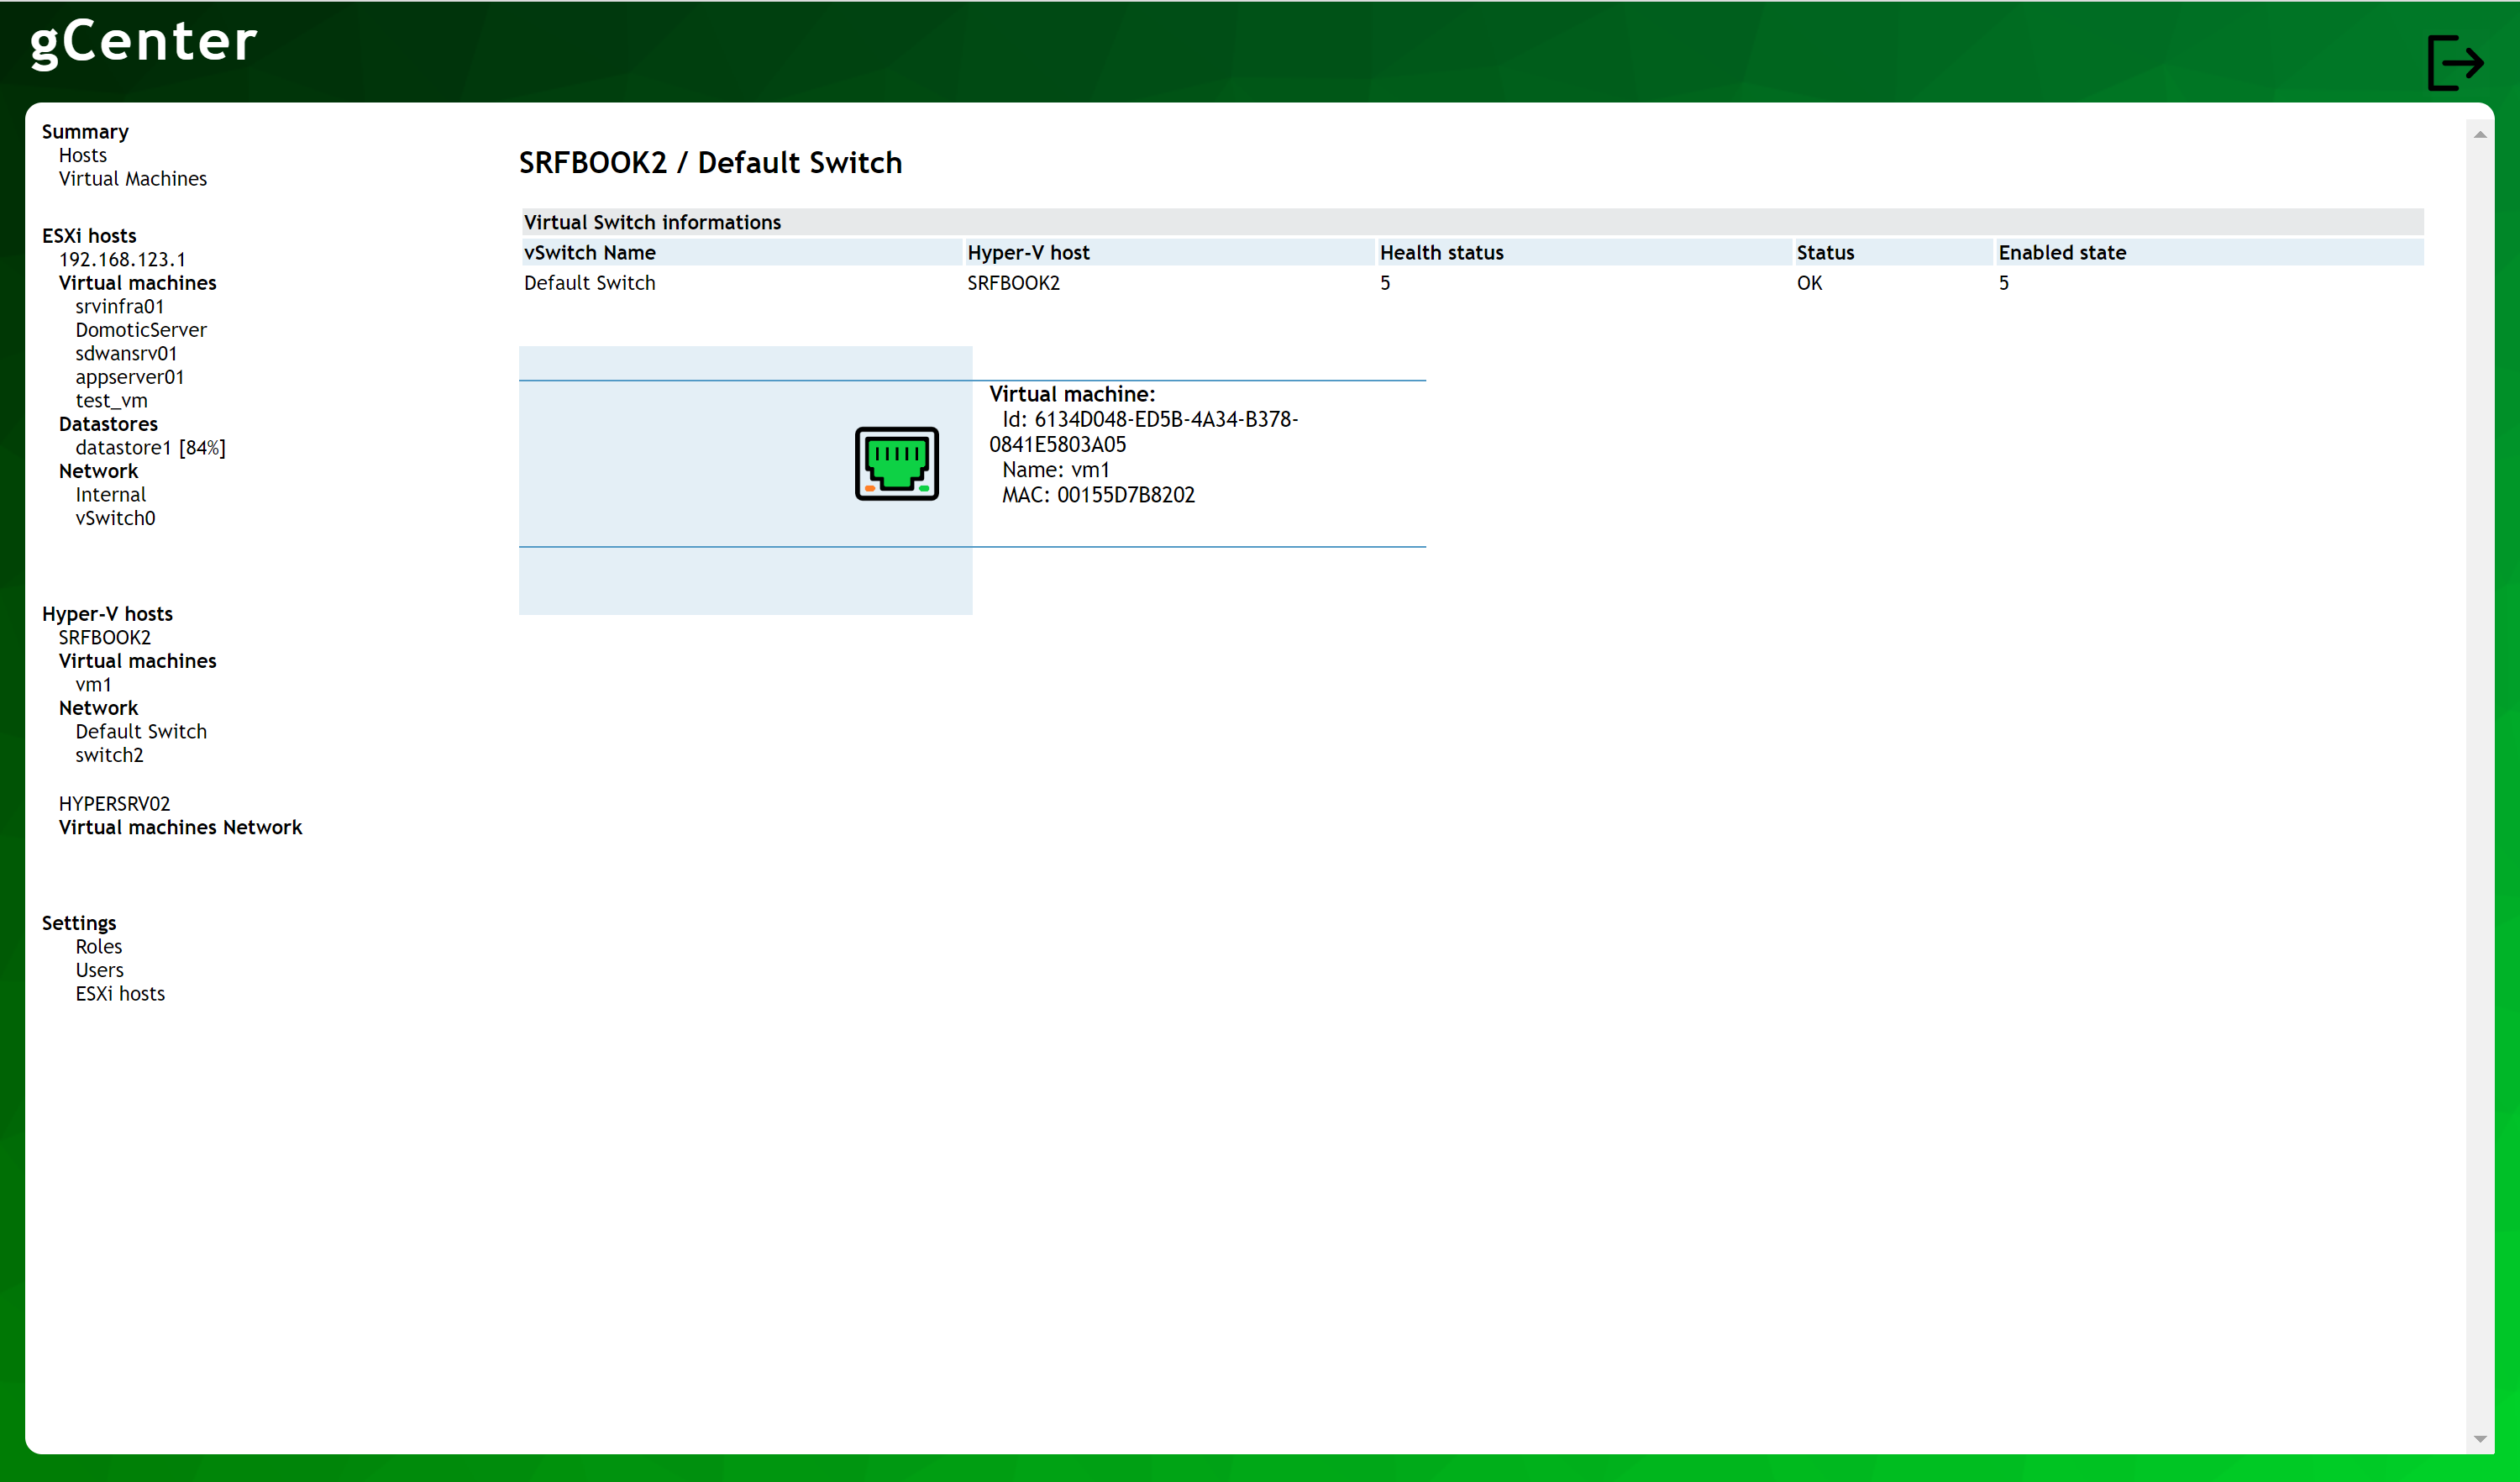 gCenter
Summary
Hosts
Virtual Machines
ESXi hosts
192.168.123.1
Virtual machines
srvinfra01
DomoticServer
sdwansrv01
appserver01
test_vm
Datastores
datastore1 [84%]
Network
Internal
vSwitch0
Hyper-V hosts
SRFBOOK2
Virtual machines
vm1
Network
Default Switch
switch2
HYPERSRV02
Virtual machines Network
Settings
Roles
Users
ESXi hosts
SRFBOOK2 / Default Switch
Virtual Switch informations
vSwitch Name Hyper-V host Health status Status Enabled state
Default Switch SRFBOOK2 5 OK 5
Virtual machine:
Id: 6134D048-ED5B-4A34-B378-
0841E5803A05
Name: vm1
MAC: 00155D7B8202